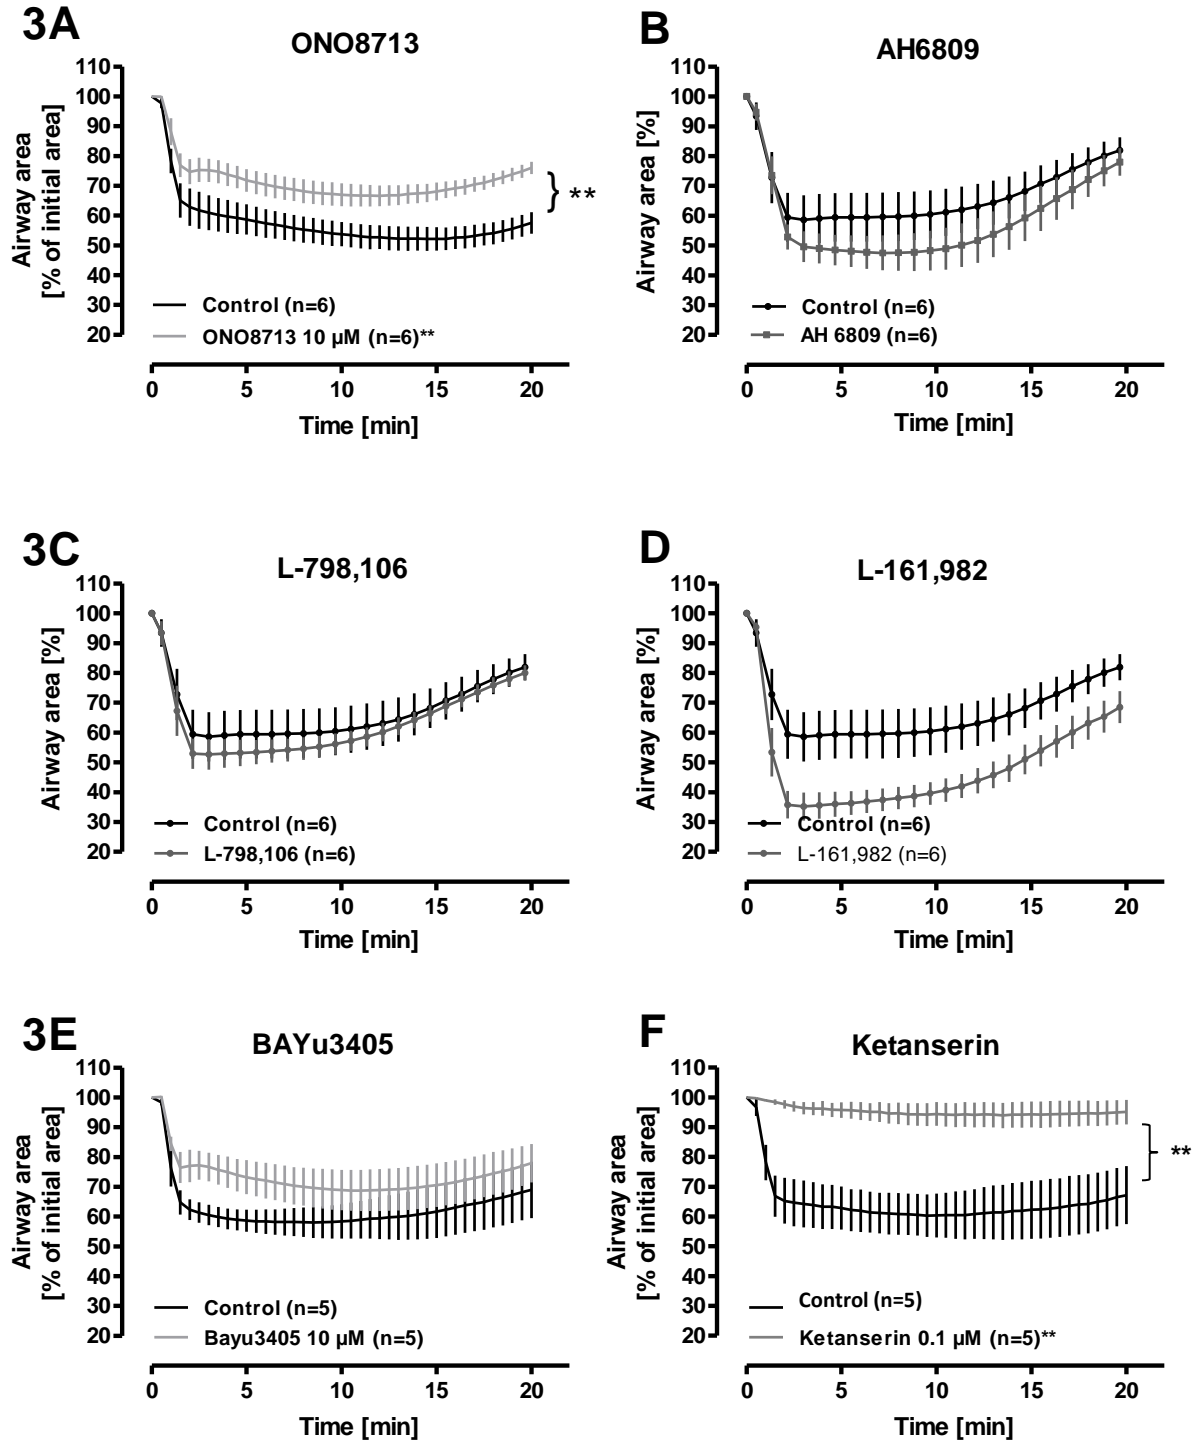 3A
ONO8713
Airway area
[% of initial area]
110
100
90
80
70
60
50
40
30
20
} **
Control (n=6)
ONO8713 10 µM (n=6)**
0 5 10 15 20
Time [min]
B
AH6809
Airway area [%]
110
100
90
80
70
60
50
40
30
20
Control (n=6)
AH 6809 (n=6)
0 5 10 15 20
Time [min]
3C
L-798,106
Airway area [%]
110
100
90
80
70
60
50
40
30
20
Control (n=6)
L-798,106 (n=6)
0 5 10 15 20
Time [min]
D
L-161,982
Airway area [%]
110
100
90
80
70
60
50
40
30
20
Control (n=6)
L-161,982 (n=6)
0 5 10 15 20
Time [min]
3E
BAYu3405
Airway area
[% of initial area]
110
100
90
80
70
60
50
40
30
20
Control (n=5)
Bayu3405 10 µM (n=5)
0 5 10 15 20
Time [min]
F
Ketanserin
Airway area
[% of initial area]
110
100
90
80
70
60
50
40
30
20
**
Control (n=5)
Ketanserin 0.1 µM (n=5)**
0 5 10 15 20
Time [min]